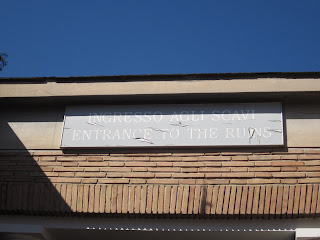 INGRESSO AGLI SCAVI
ENTRANCE TO THE RUINS